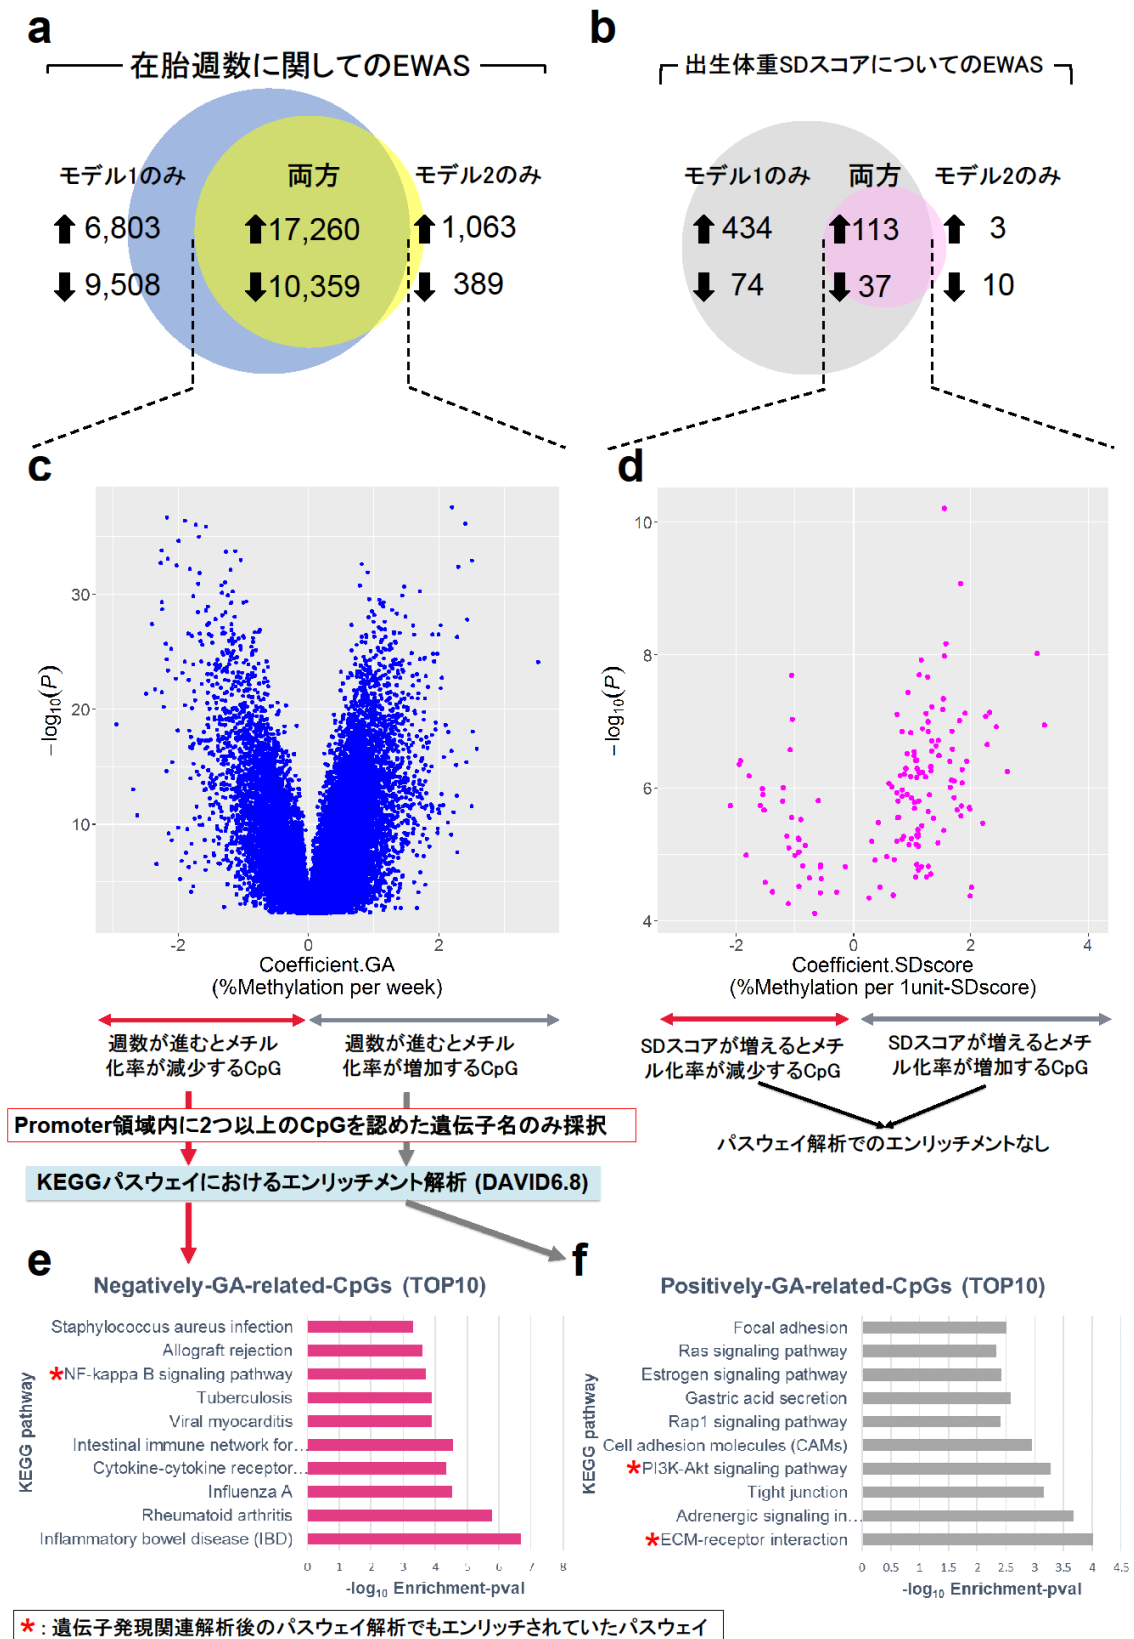 a
在胎週数に関してのEWAS
モデル1のみ
両方
モデル2のみ
6,803
17,260
1,063
9,508
10,359
389
b
出生体重SDスコアについてのEWAS
モデル1のみ
両方
モデル2のみ
434
113
3
74
37
10
c
−log10(P)
30
20
10
-2
0
2
Coefficient.GA
(%Methylation per week)
週数が進むとメチル
化率が減少するCpG
週数が進むとメチル
化率が増加するCpG
d
−log10(P)
10
8
6
4
-2
0
2
4
Coefficient.SDscore
(%Methylation per 1unit-SDscore)
SDスコアが増えるとメチ
ル化率が減少するCpG
SDスコアが増えるとメチ
ル化率が増加するCpG
パスウェイ解析でのエンリッチメントなし
Promoter領域内に2つ以上のCpGを認めた遺伝子名のみ採択
KEGGパスウェイにおけるエンリッチメント解析 (DAVID6.8)
e
Negatively-GA-related-CpGs (TOP10)
KEGG pathway
Staphylococcus aureus infection
Allograft rejection
*NF-kappa B signaling pathway
Tuberculosis
Viral myocarditis
Intestinal immune network for…
Cytokine-cytokine receptor…
Influenza A
Rheumatoid arthritis
Inflammatory bowel disease (IBD)
0 1 2 3 4 5 6 7 8
-log10 Enrichment-pval
f
Positively-GA-related-CpGs (TOP10)
KEGG pathway
Focal adhesion
Ras signaling pathway
Estrogen signaling pathway
Gastric acid secretion
Rap1 signaling pathway
Cell adhesion molecules (CAMs)
*PI3K-Akt signaling pathway
Tight junction
Adrenergic signaling in…
*ECM-receptor interaction
0 0.5 1 1.5 2 2.5 3 3.5 4 4.5
-log10 Enrichment-pval
* : 遺伝子発現関連解析後のパスウェイ解析でもエンリッチされていたパスウェイ